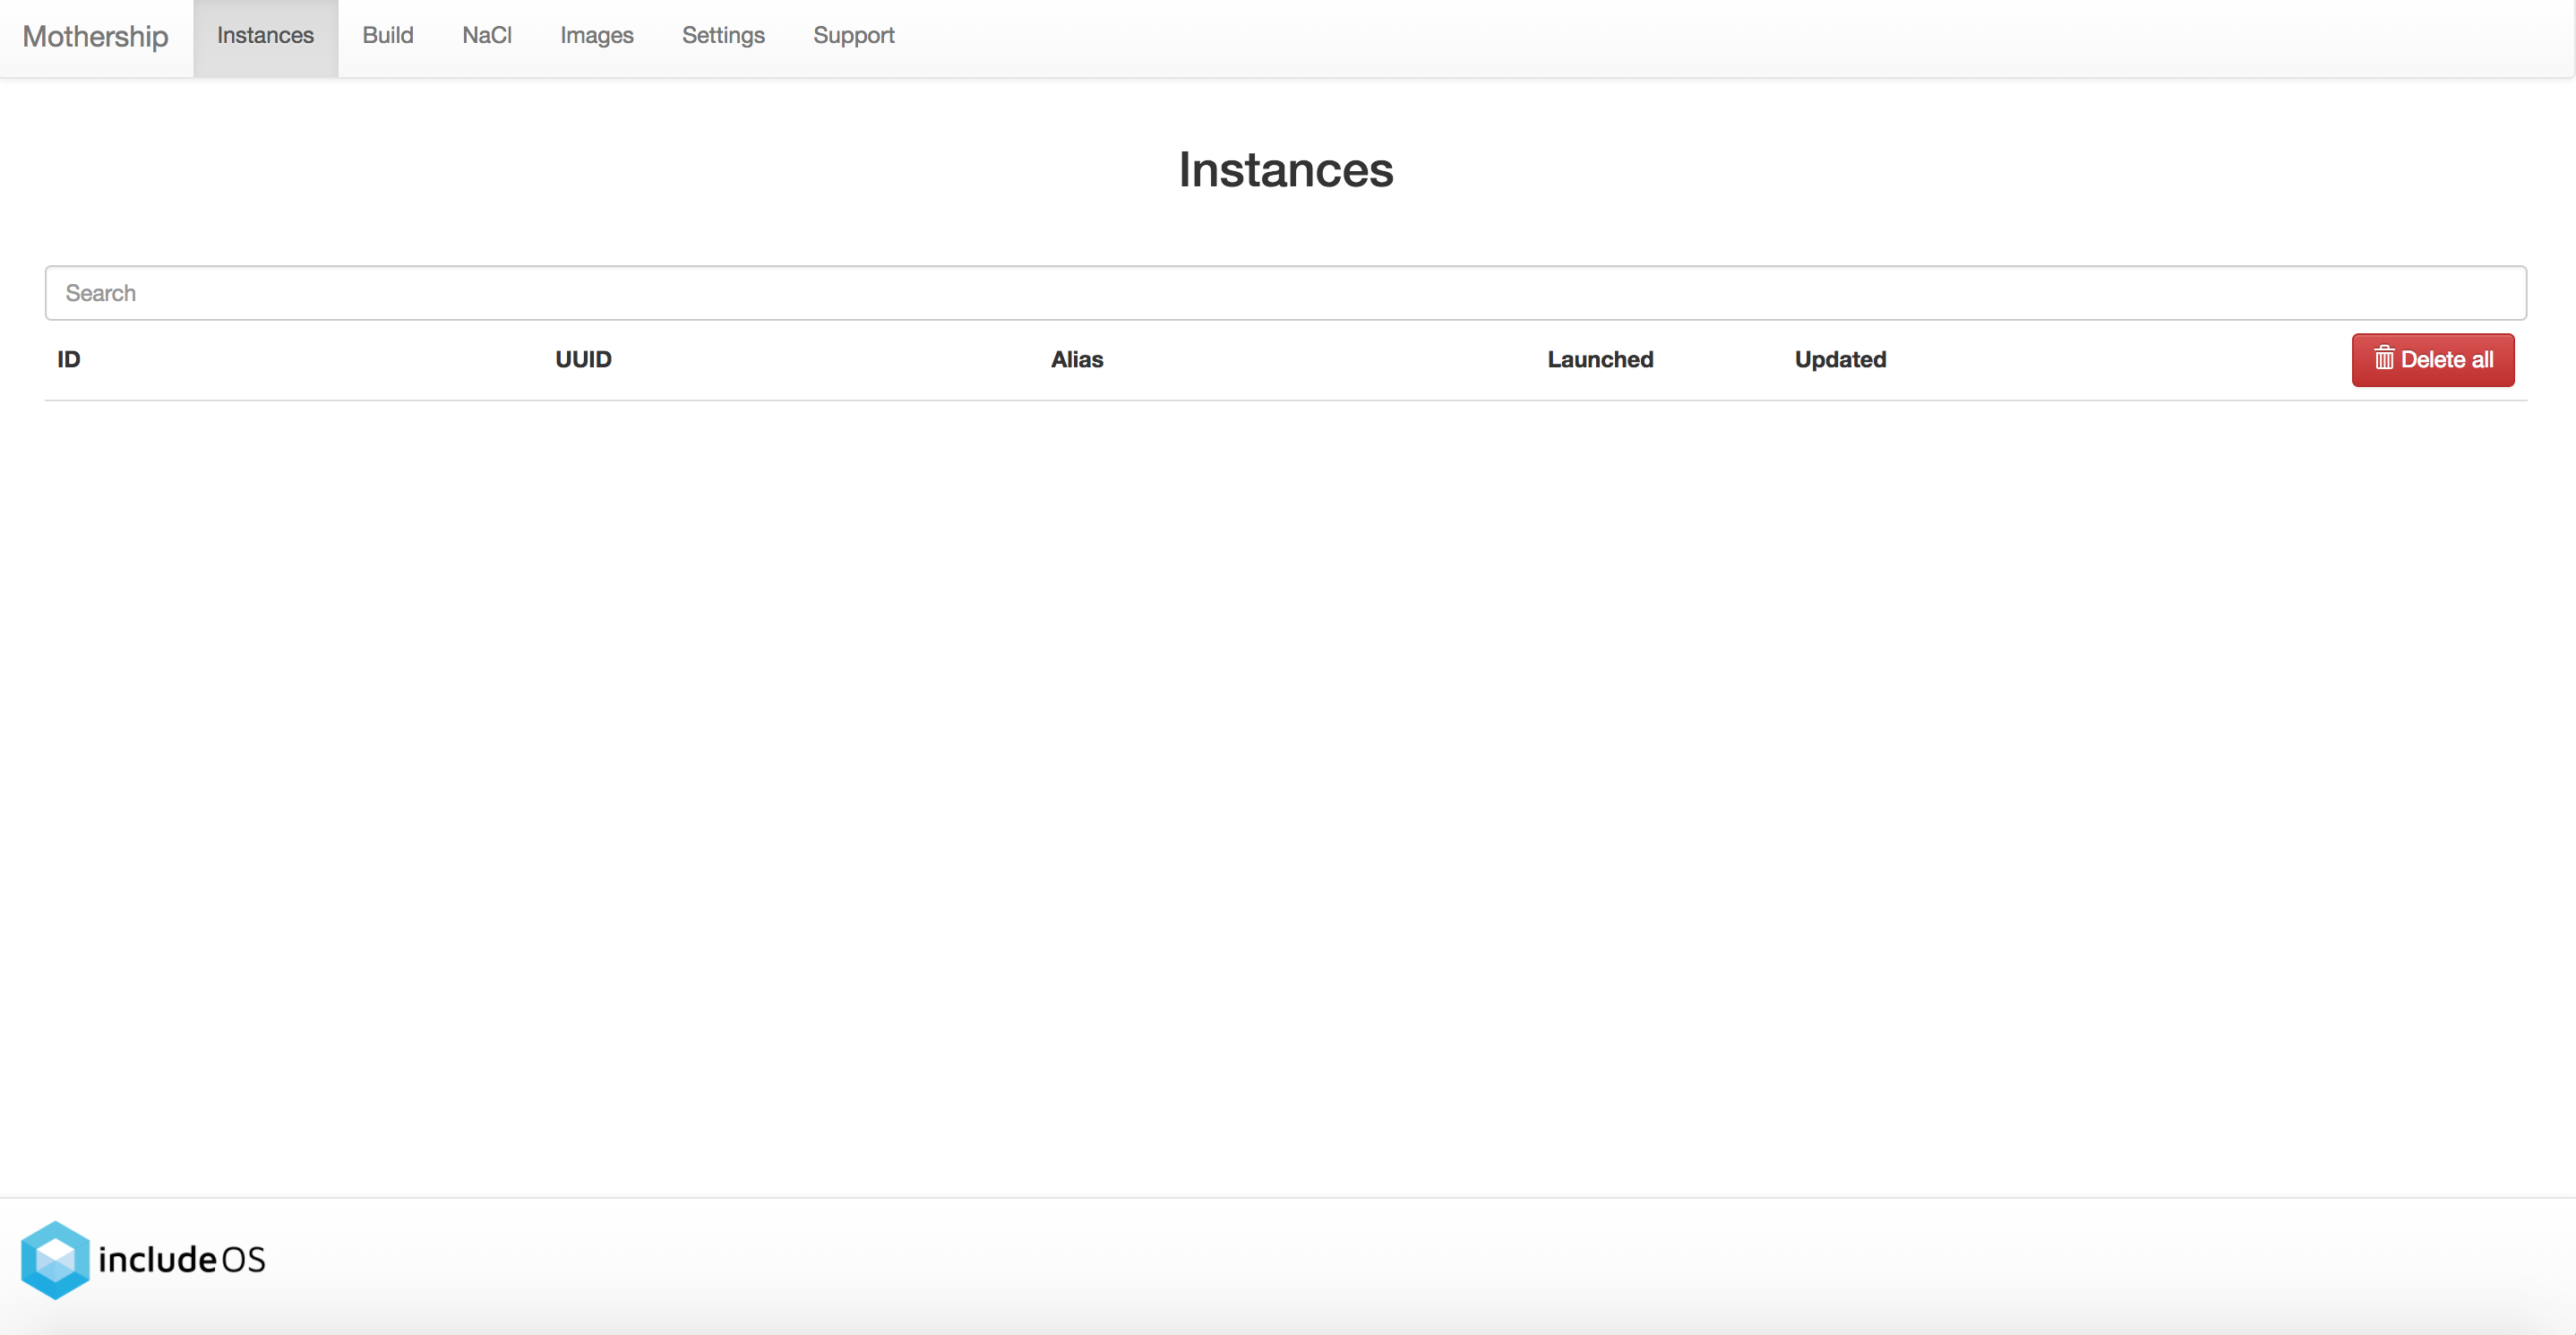 Mothership Instances Build NaCl Images Settings Support
Instances
Search
ID UUID Alias Launched Updated Delete all
includeOS